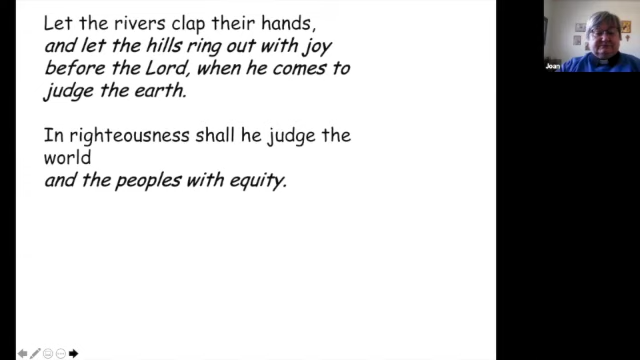 Let the rivers clap their hands,
and let the hills ring out with joy
before the Lord, when he comes to
judge the earth.
In righteousness shall he judge the
world
and the peoples with equity.
Joan